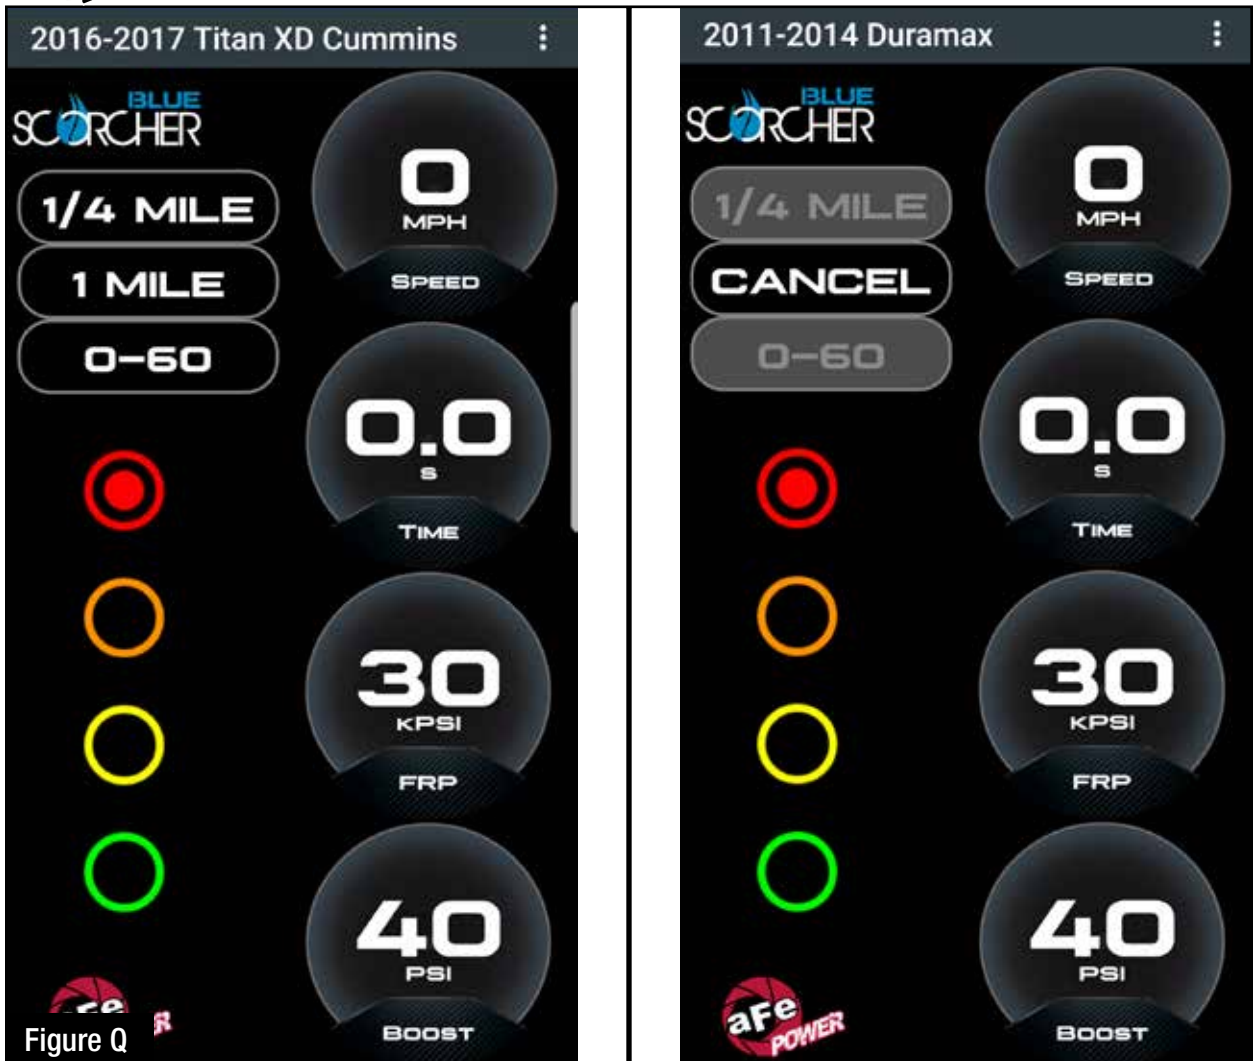 2016-2017 Titan XD Cummins
BLUE
SCORCHER
1/4 MILE
1 MILE
0-60
0
MPH
SPEED
0.0
S
TIME
30
KPSI
FRP
40
PSI
BOOST
aFe
Figure Q
2011-2014 Duramax
BLUE
SCORCHER
1/4 MILE
CANCEL
0-60
0
MPH
SPEED
0.0
S
TIME
30
KPSI
FRP
40
PSI
BOOST
aFe
POWER